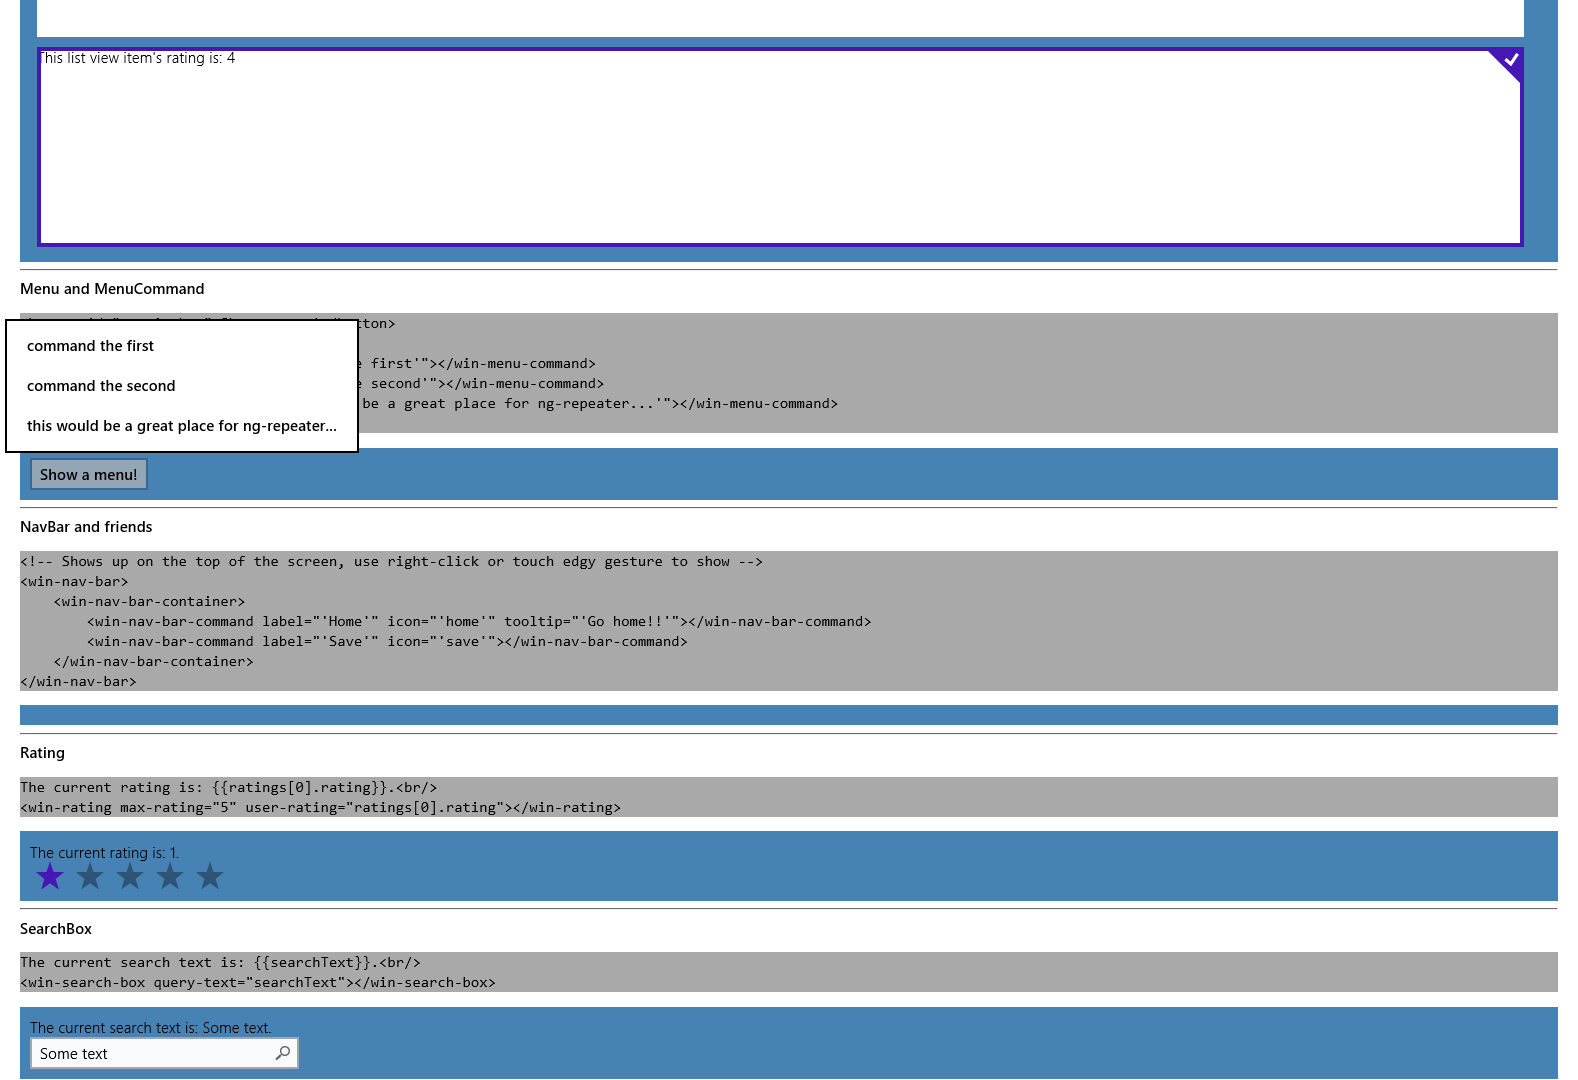 This list view item's rating is: 4
Menu and MenuCommand
tton>
command the first
first'"></win-menu-command>
command the second
second'"></win-menu-command>
be a great place for ng-repeater...'"></win-menu-command>
this would be a great place for ng-repeater...
Show a menu!
NavBar and friends
<!-- Shows up on the top of the screen, use right-click or touch edgy gesture to show -->
<win-nav-bar>
    <win-nav-bar-container>
        <win-nav-bar-command label="'Home'" icon="'home'" tooltip="'Go home!!'"></win-nav-bar-command>
        <win-nav-bar-command label="'Save'" icon="'save'"></win-nav-bar-command>
    </win-nav-bar-container>
</win-nav-bar>
Rating
The current rating is: {{ratings[0].rating}}.<br/>
<win-rating max-rating="5" user-rating="ratings[0].rating"></win-rating>
The current rating is: 1.
SearchBox
The current search text is: {{searchText}}.<br/>
<win-search-box query-text="searchText"></win-search-box>
The current search text is: Some text.
Some text